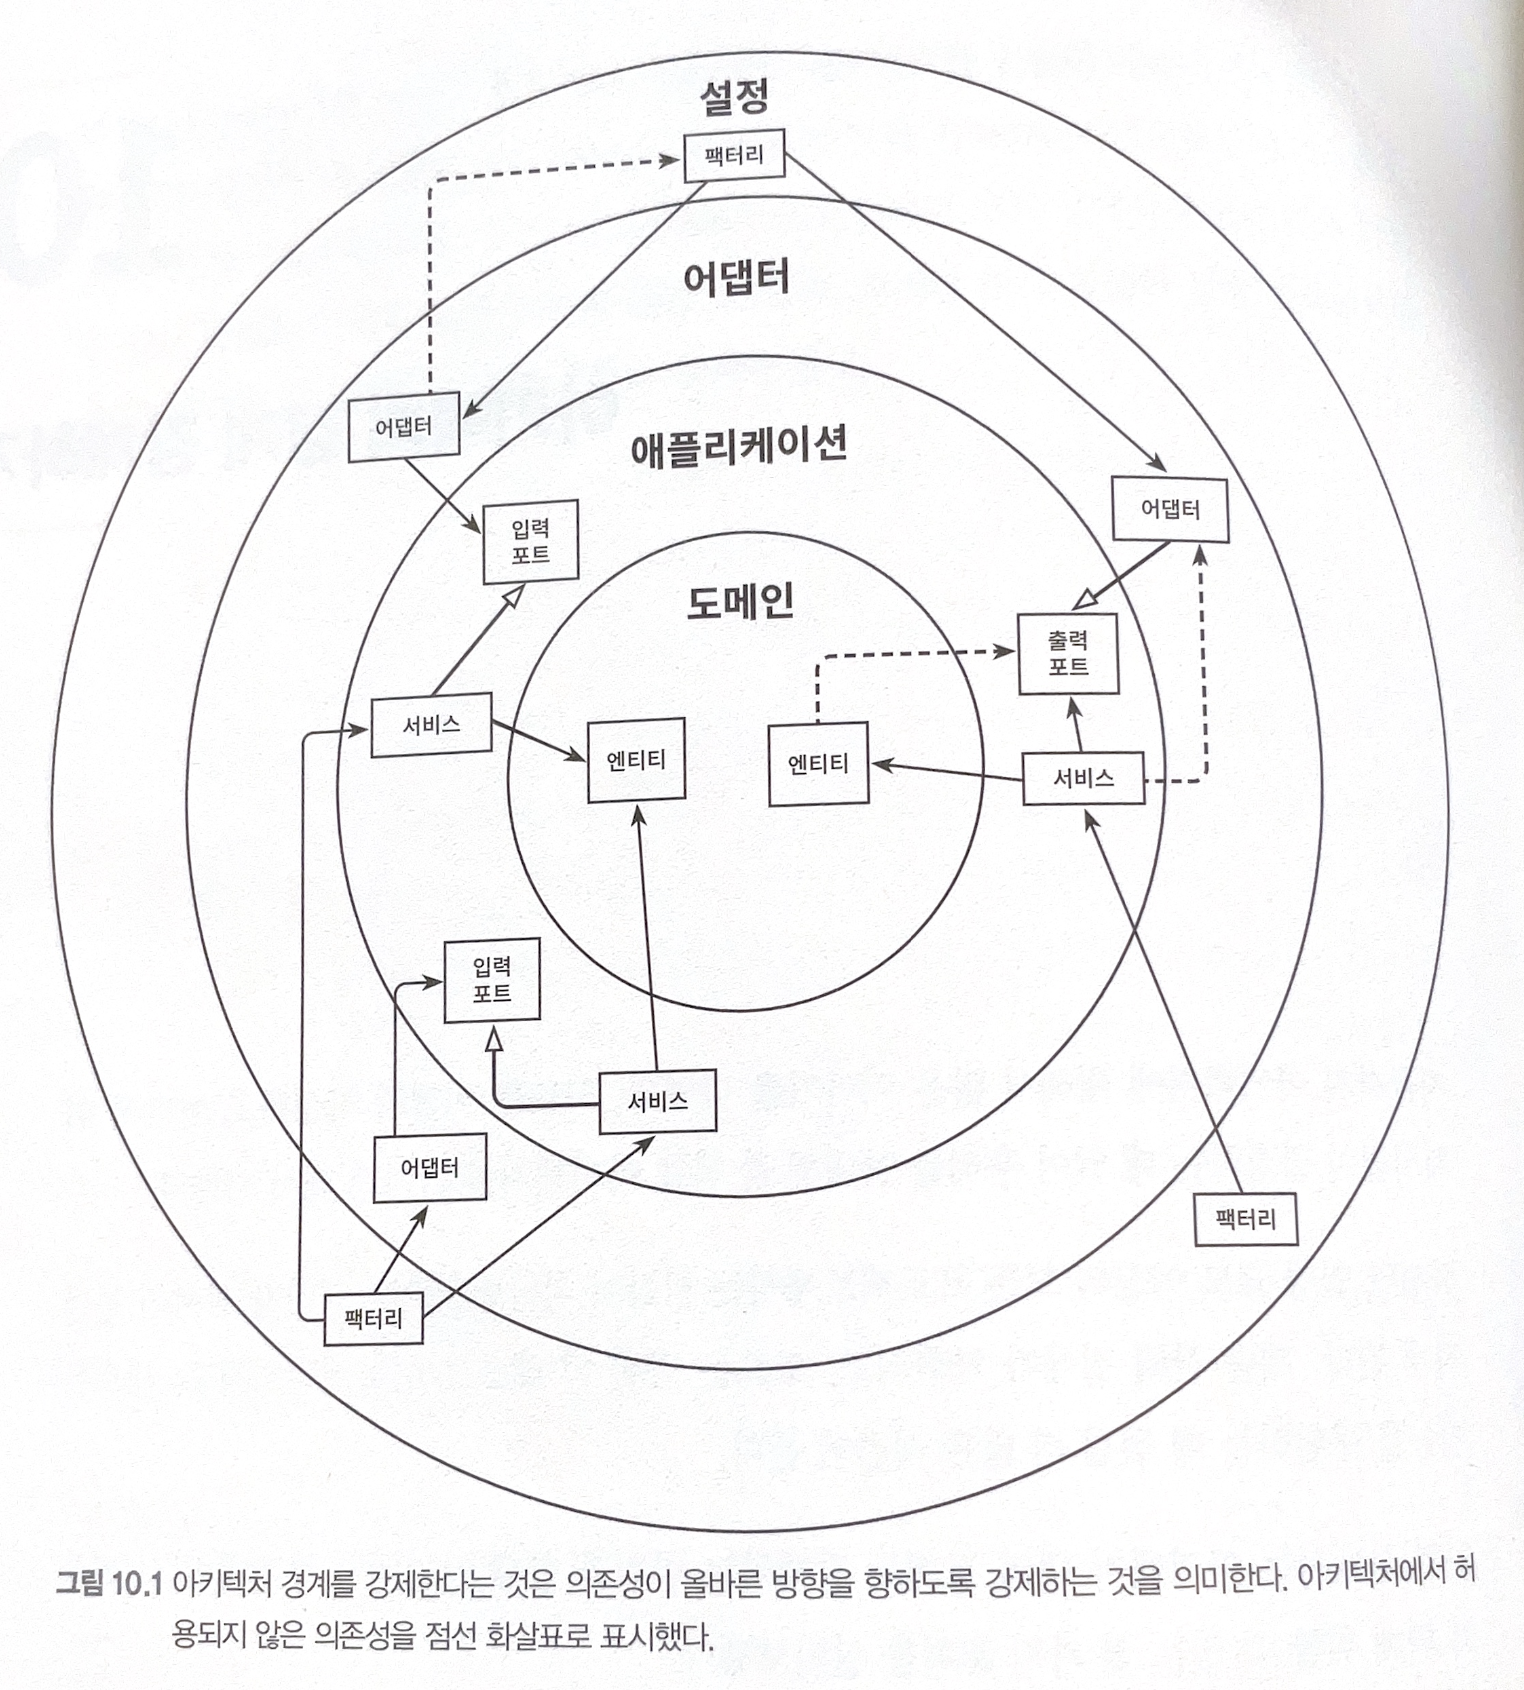 설정
팩터리
어댑터
어댑터
애플리케이션
어댑터
입력
포트
도메인
출력
포트
서비스
엔티티
엔티티
서비스
입력
포트
서비스
어댑터
팩터리
팩터리
그림 10.1 아키텍처 경계를 강제한다는 것은 의존성이 올바른 방향을 향하도록 강제하는 것을 의미한다. 아키텍처에서 허
용되지 않은 의존성을 점선 화살표로 표시했다.